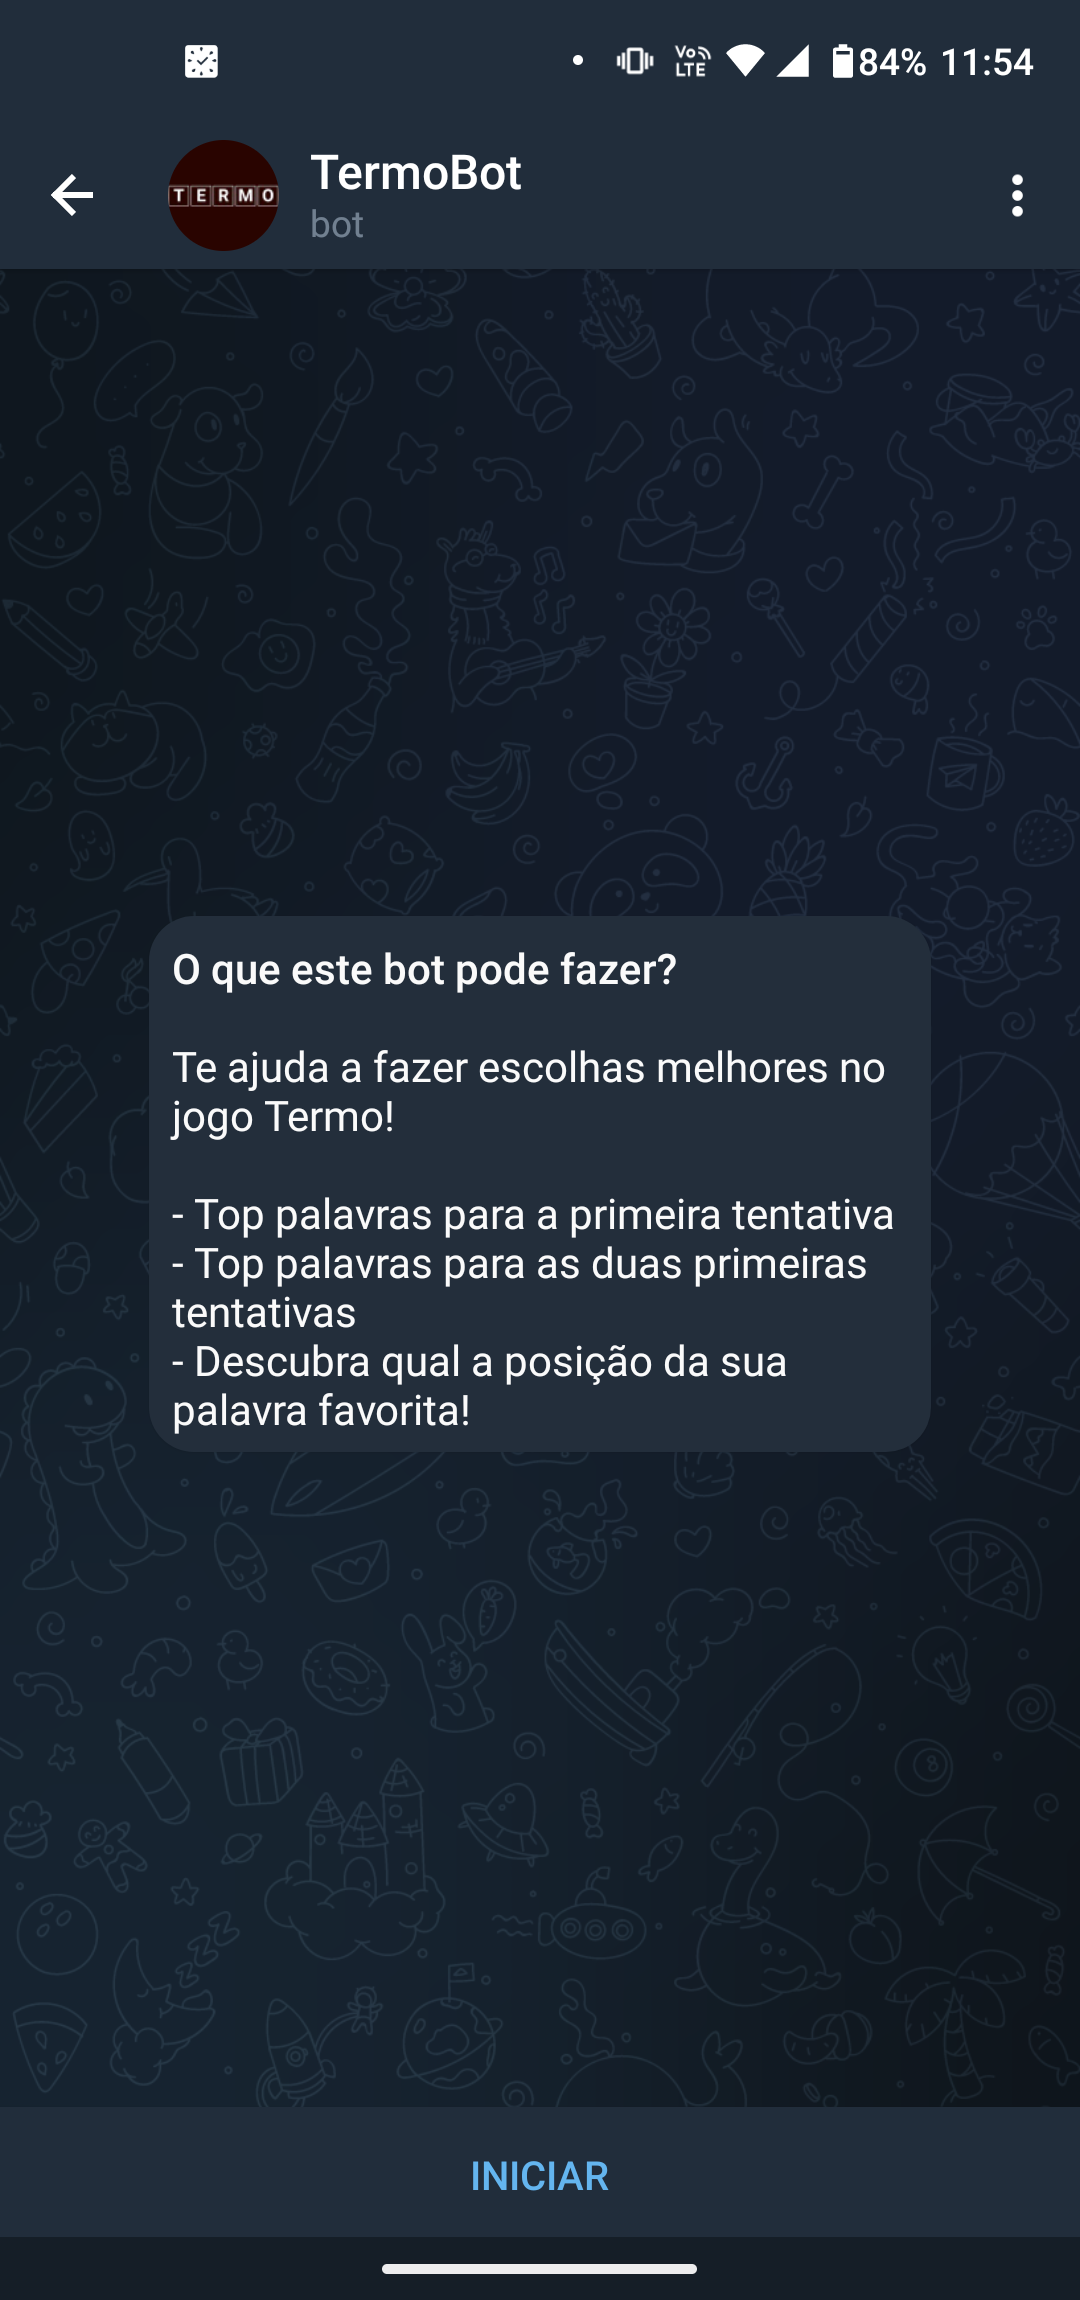 Vo LTE 84% 11:54
TERMO
TermoBot
bot
O que este bot pode fazer?
Te ajuda a fazer escolhas melhores no
jogo Termo!
- Top palavras para a primeira tentativa
- Top palavras para as duas primeiras
tentativas
- Descubra qual a posição da sua
palavra favorita!
INICIAR